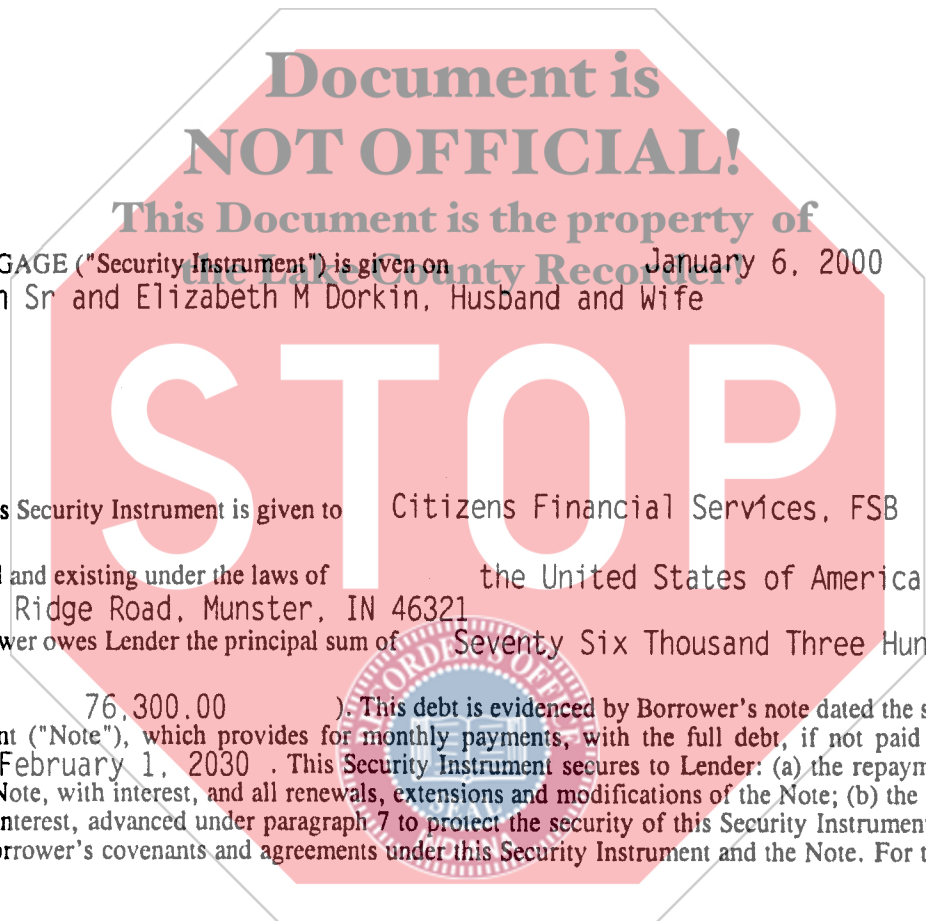 Document is
NOT OFFICIAL!
This Document is the property of
the Lake County Recorder!
GAGE ("Security Instrument") is given on January 6, 2000
n Sr and Elizabeth M Dorkin, Husband and Wife
STOP
s Security Instrument is given to Citizens Financial Services, FSB
l and existing under the laws of the United States of America
Ridge Road, Munster, IN 46321
wer owes Lender the principal sum of Seventy Six Thousand Three Hun
76,300.00 ). This debt is evidenced by Borrower's note dated the s
nt ("Note"), which provides for monthly payments, with the full debt, if not paid
February 1, 2030 . This Security Instrument secures to Lender: (a) the repaym
Note, with interest, and all renewals, extensions and modifications of the Note; (b) the
nterest, advanced under paragraph 7 to protect the security of this Security Instrument
orrower's covenants and agreements under this Security Instrument and the Note. For t
RECORDER'S OFFICE
SEAL